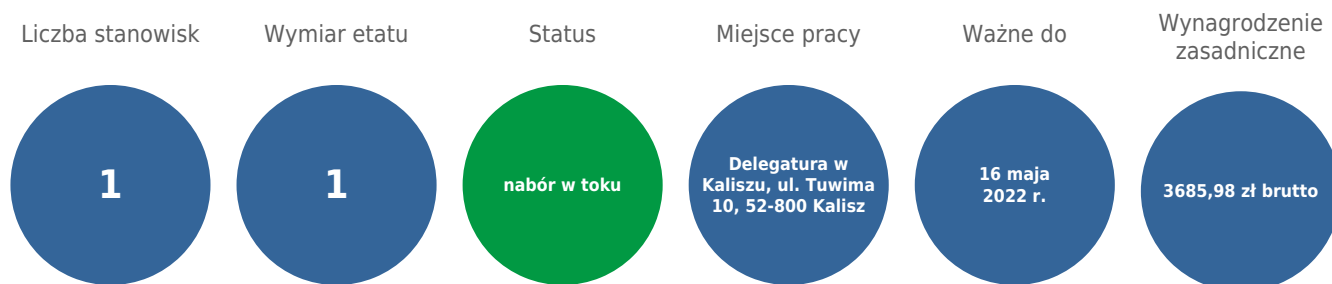 Liczba stanowisk
Wymiar etatu
Status
Miejsce pracy
Ważne do
Wynagrodzenie
zasadnicze
1
1
nabór w toku
Delegatura w
Kaliszu, ul. Tuwima
10, 52-800 Kalisz
16 maja
2022 r.
3685,98 zł brutto